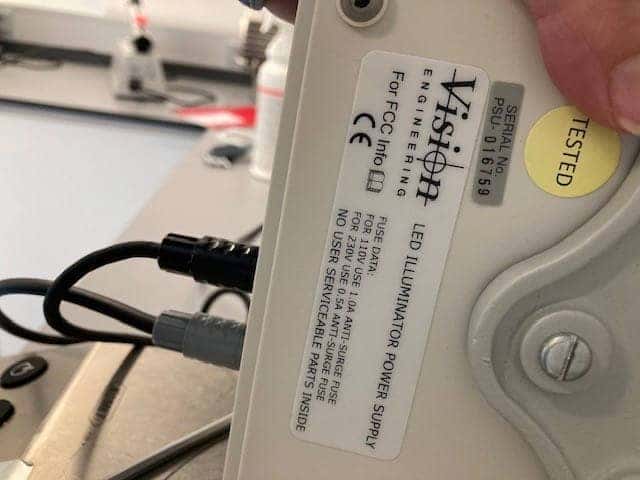 Vision
ENGINEERING
For FCC Info
CE
LED ILLUMINATOR POWER SUPPLY
FUSE DATA:
FOR 110V USE 1.0A ANTI-SURGE FUSE
FOR 230V USE 0.5A ANTI-SURGE FUSE
NO USER SERVICEABLE PARTS INSIDE
SERIAL No.
PSU- 016759
TESTED